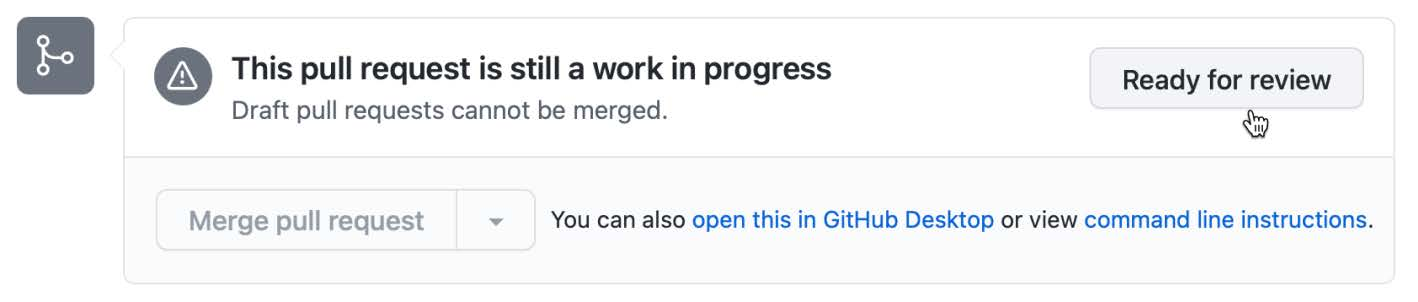 This pull request is still a work in progress
Draft pull requests cannot be merged.
Ready for review
Merge pull request
You can also open this in GitHub Desktop or view command line instructions.